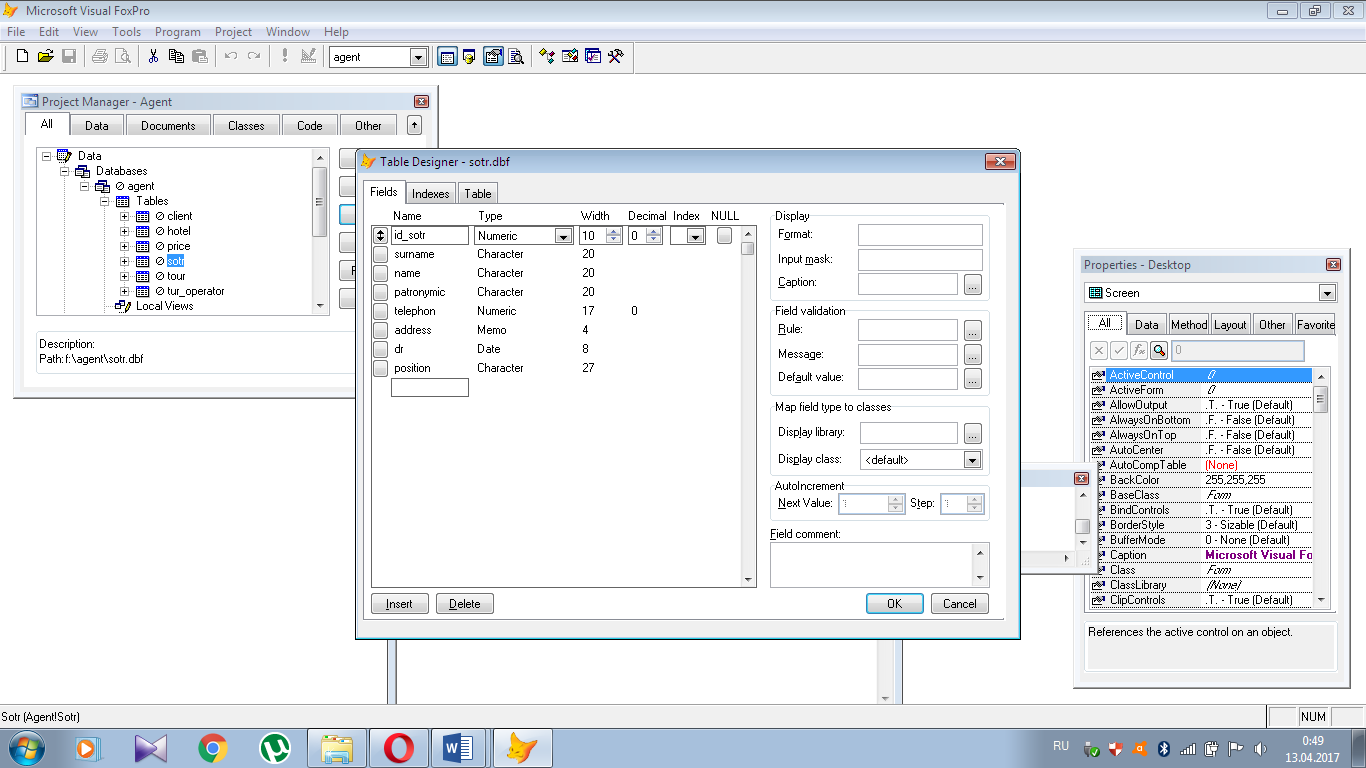 Microsoft Visual FoxPro
File Edit View Tools Program Project Window Help
agent
Project Manager - Agent
All Data Documents Classes Code Other
Data
Databases
agent
Tables
client
hotel
price
sotr
tour
tur_operator
Local Views
Description:
Path:f:\agent\sotr.dbf
Table Designer - sotr.dbf
Fields Indexes Table
Name Type Width Decimal Index NULL
id_sotr Numeric 10 0
surname Character 20
name Character 20
patronymic Character 20
telephon Numeric 17 0
address Memo 4
dr Date 8
position Character 27
Display
Format:
Input mask:
Caption: ...
Field validation
Rule: ...
Message: ...
Default value: ...
Map field type to classes
Display library: ...
Display class: <default>
AutoIncrement
Next Value: 1 Step: 1
Field comment:
Insert Delete OK Cancel
Properties - Desktop
Screen
All Data Method Layout Other Favorite
0
ActiveControl 0
ActiveForm 0
AllowOutput .T. - True (Default)
AlwaysOnBottom .F. - False (Default)
AlwaysOnTop .F. - False (Default)
AutoCenter .F. - False (Default)
AutoCompTable (None)
BackColor 255,255,255
BaseClass Form
BindControls .T. - True (Default)
BorderStyle 3 - Sizable (Default)
BufferMode 0 - None (Default)
Caption Microsoft Visual Fo
Class Form
ClassLibrary (None)
ClipControls .T. - True (Default)
References the active control on an object.
Sotr (Agent!Sotr) NUM
RU 0:49
13.04.2017